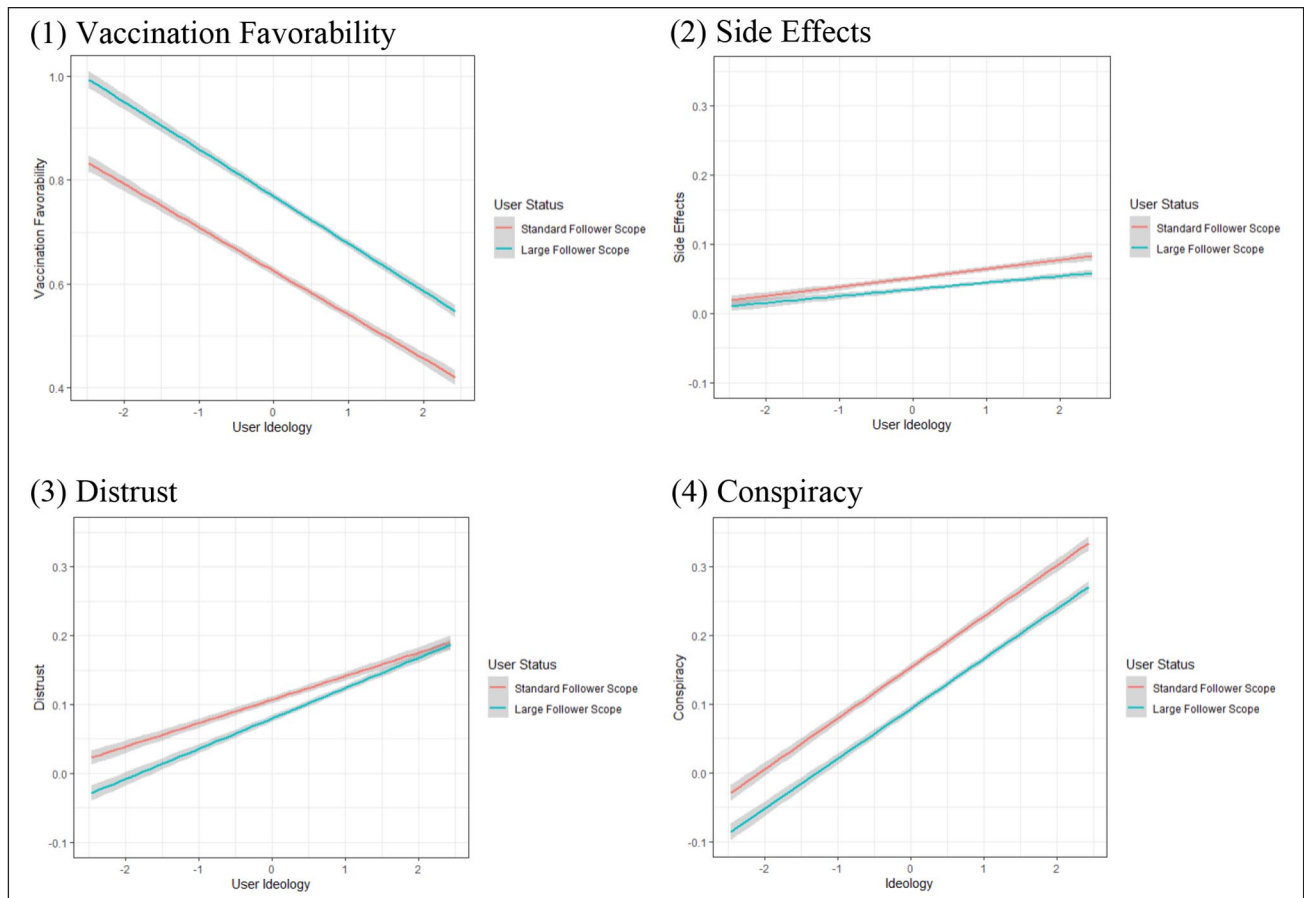 (1) Vaccination Favorability
1.0
0.8
0.6
0.4
Vaccination Favorability
-2 -1 0 1 2
User Ideology
User Status
Standard Follower Scope
Large Follower Scope
(2) Side Effects
0.3
0.2
0.1
0.0
-0.1
Side Effects
-2 -1 0 1 2
User Ideology
User Status
Standard Follower Scope
Large Follower Scope
(3) Distrust
0.3
0.2
0.1
0.0
-0.1
Distrust
-2 -1 0 1 2
User Ideology
User Status
Standard Follower Scope
Large Follower Scope
(4) Conspiracy
0.3
0.2
0.1
0.0
-0.1
Conspiracy
-2 -1 0 1 2
Ideology
User Status
Standard Follower Scope
Large Follower Scope